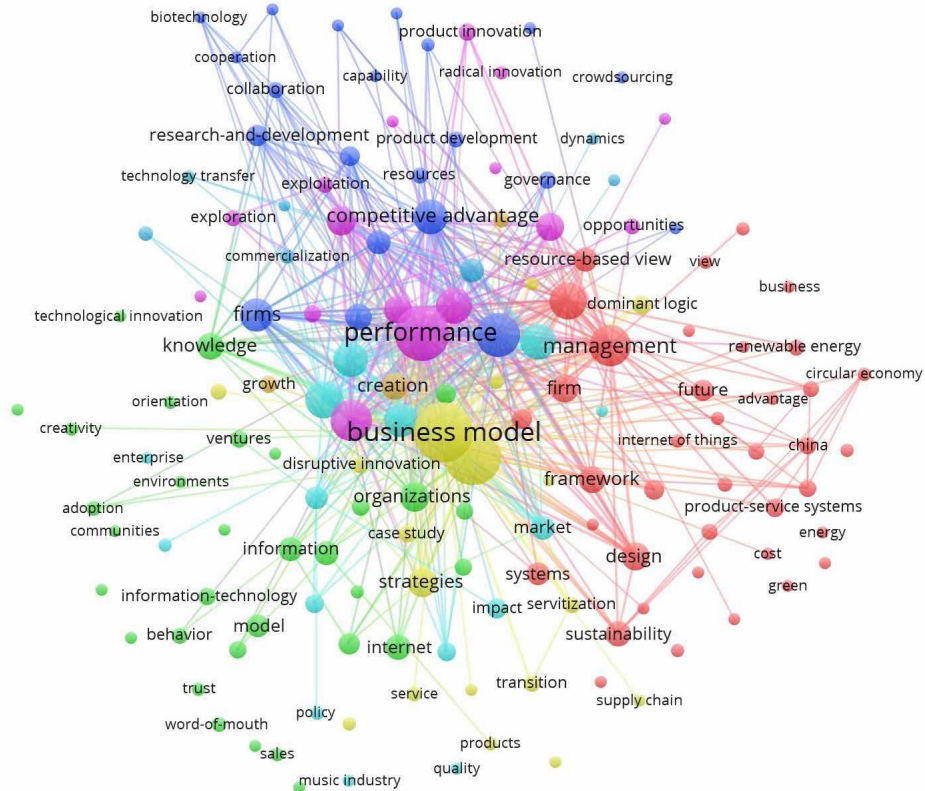 biotechnology
product innovation
cooperation
radical innovation
capability
crowdsourcing
collaboration
research-and-development
product development
dynamics
technology transfer
exploitation
resources
governance
exploration
competitive advantage
opportunities
commercialization
resource-based view
view
business
dominant logic
firms
technological innovation
performance
knowledge
management
renewable energy
circular economy
growth
creation
firm
future
advantage
orientation
creativity
business model
ventures
internet of things
china
enterprise
disruptive innovation
environments
framework
organizations
adoption
product-service systems
communities
case study
market
energy
information
design
cost
strategies
systems
green
information-technology
impact
servitization
behavior
model
sustainability
internet
trust
service
transition
supply chain
policy
word-of-mouth
products
sales
quality
music industry